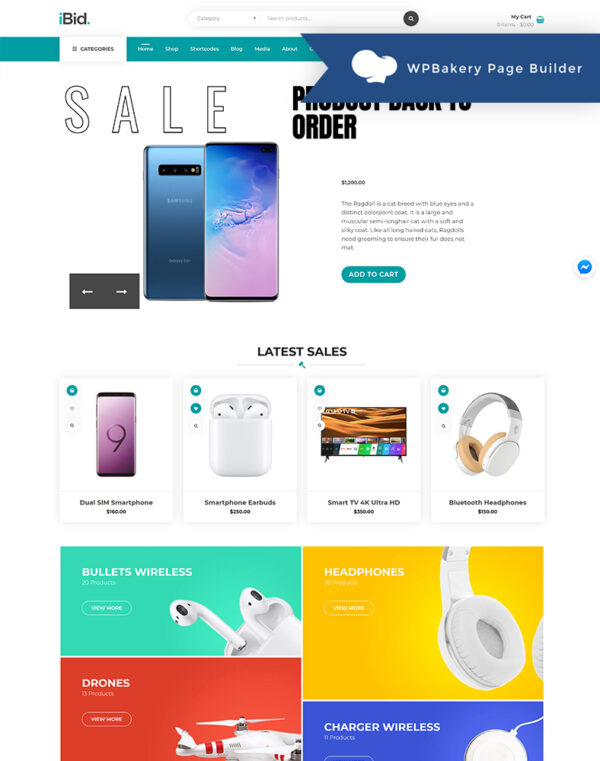 iBid.
Category
Search products...
My Cart
0 items - $0.00
CATEGORIES
Home
Shop
Shortcodes
Blog
Media
About
WPBakery Page Builder
SALE
PRODUCT BACK TO
ORDER
SAMSUNG
$1,200.00
The Ragdoll is a cat breed with blue eyes and a
distinct colorpoint coat. It is a large and
muscular semi-longhair cat with a soft and
silky coat. Like all long haired cats, Ragdolls
need grooming to ensure their fur does not
mat.
ADD TO CART
LATEST SALES
9
Dual SIM Smartphone
$160.00
Smartphone Earbuds
$250.00
Smart TV 4K Ultra HD
$350.00
Bluetooth Headphones
$150.00
BULLETS WIRELESS
20 Products
VIEW MORE
HEADPHONES
30 Products
VIEW MORE
DRONES
13 Products
VIEW MORE
CHARGER WIRELESS
11 Products